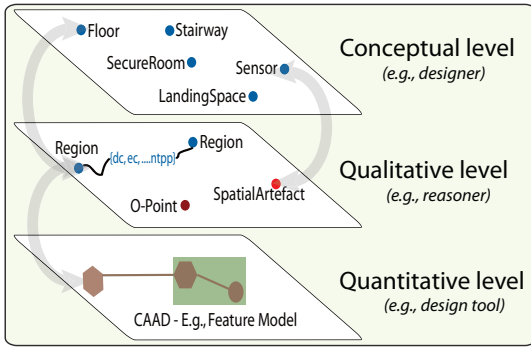 Floor
Stairway
SecureRoom
Sensor
LandingSpace
Conceptual level
(e.g., designer)
Region
{dc, ec, ....ntpp}
Region
SpatialArtefact
O-Point
Qualitative level
(e.g., reasoner)
CAAD - E.g., Feature Model
Quantitative level
(e.g., design tool)